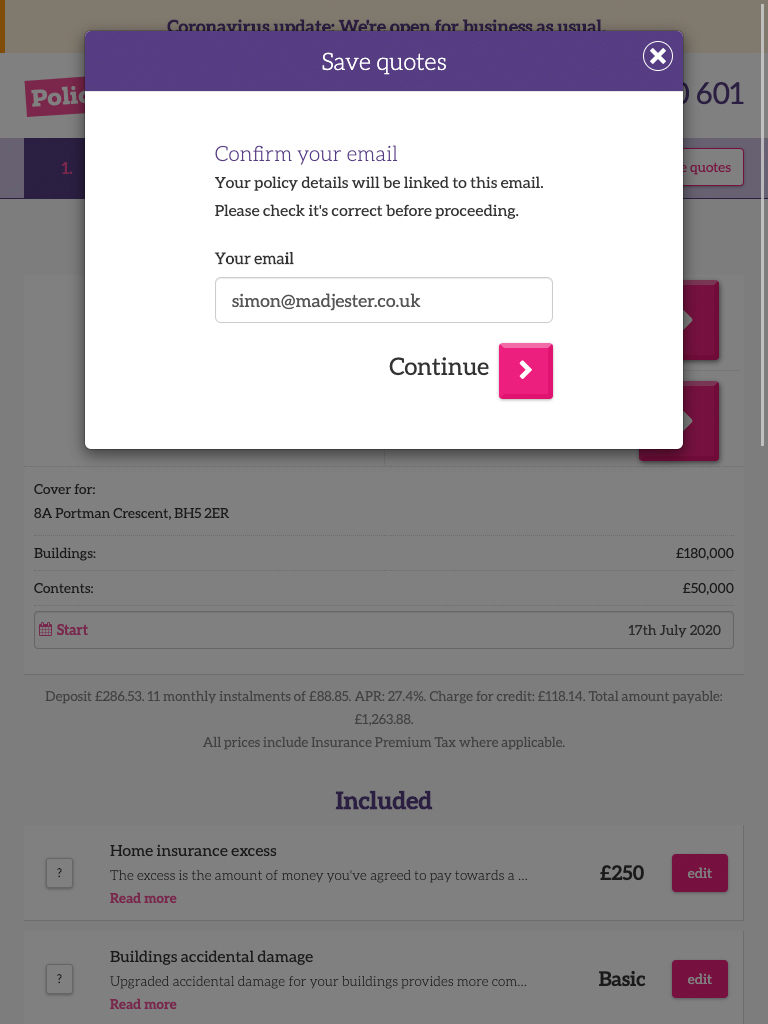 Coronavirus update: We're open for business as usual.
Save quotes
601
1.
quotes
Confirm your email
Your policy details will be linked to this email.
Please check it's correct before proceeding.
Your email
simon@madjester.co.uk
Continue
Cover for:
8A Portman Crescent, BH5 2ER
Buildings: £180,000
Contents: £50,000
Start 17th July 2020
Deposit £286.53. 11 monthly instalments of £88.85. APR: 27.4%. Charge for credit: £118.14. Total amount payable:
£1,263.88.
All prices include Insurance Premium Tax where applicable.
Included
Home insurance excess
? The excess is the amount of money you've agreed to pay towards a ... £250 edit
Read more
Buildings accidental damage
? Upgraded accidental damage for your buildings provides more com... Basic edit
Read more